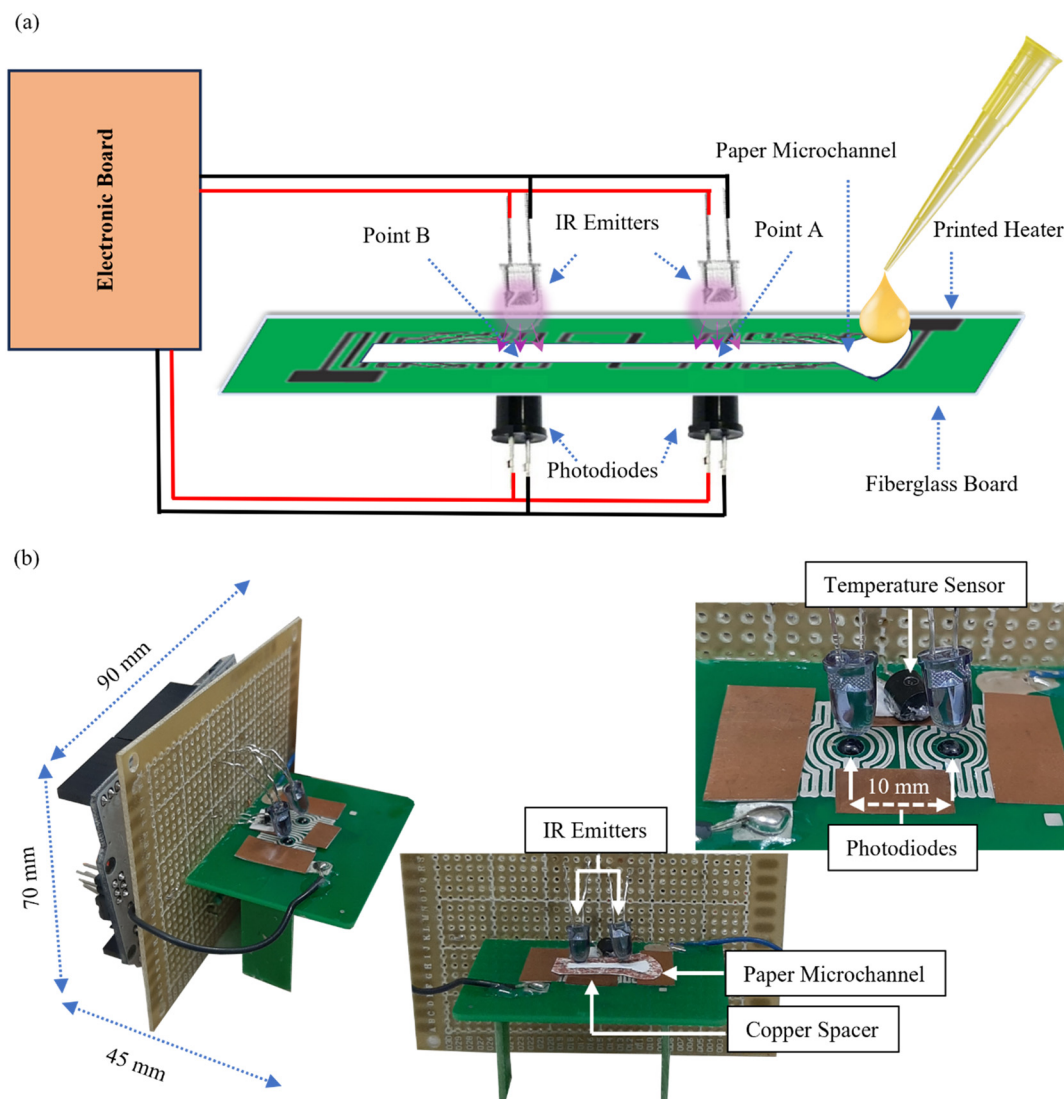 (a)
Electronic Board
Paper Microchannel
Point B
IR Emitters
Point A
Printed Heater
Photodiodes
Fiberglass Board
(b)
Temperature Sensor
90 mm
10 mm
Photodiodes
70 mm
IR Emitters
Paper Microchannel
Copper Spacer
45 mm